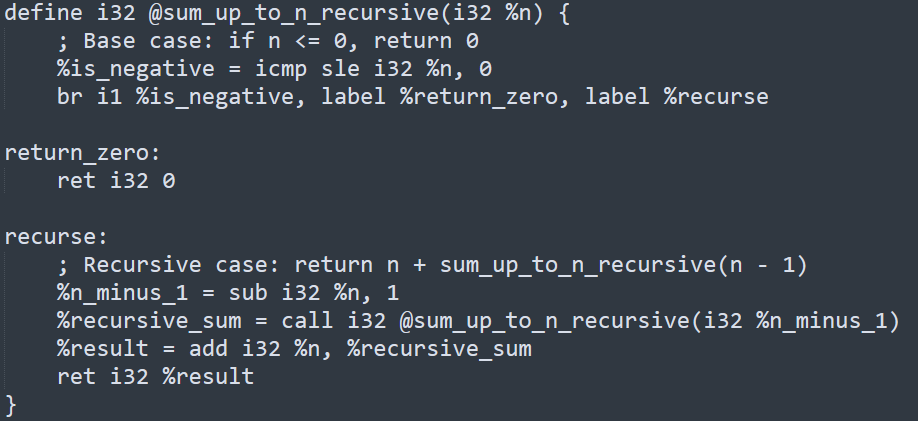 define i32 @sum_up_to_n_recursive(i32 %n) {
    ; Base case: if n <= 0, return 0
    %is_negative = icmp sle i32 %n, 0
    br i1 %is_negative, label %return_zero, label %recurse

return_zero:
    ret i32 0

recurse:
    ; Recursive case: return n + sum_up_to_n_recursive(n - 1)
    %n_minus_1 = sub i32 %n, 1
    %recursive_sum = call i32 @sum_up_to_n_recursive(i32 %n_minus_1)
    %result = add i32 %n, %recursive_sum
    ret i32 %result
}